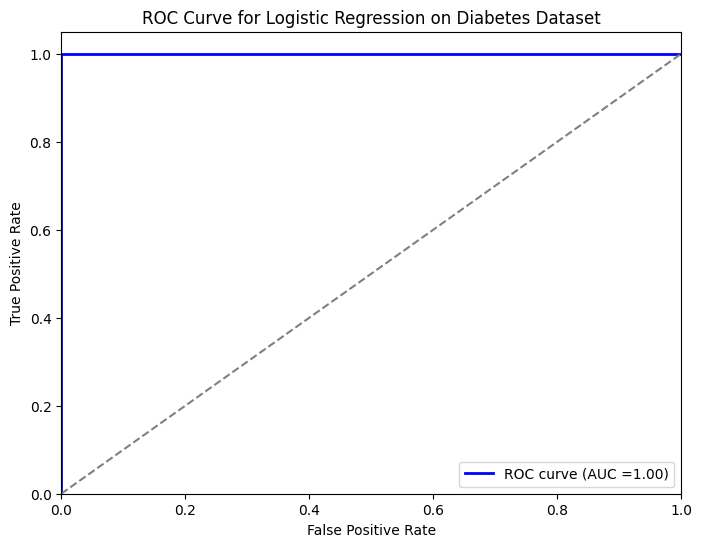 ROC Curve for Logistic Regression on Diabetes Dataset
1.0
0.8
0.6
0.4
0.2
0.0
True Positive Rate
ROC curve (AUC =1.00)
0.0 0.2 0.4 0.6 0.8 1.0
False Positive Rate